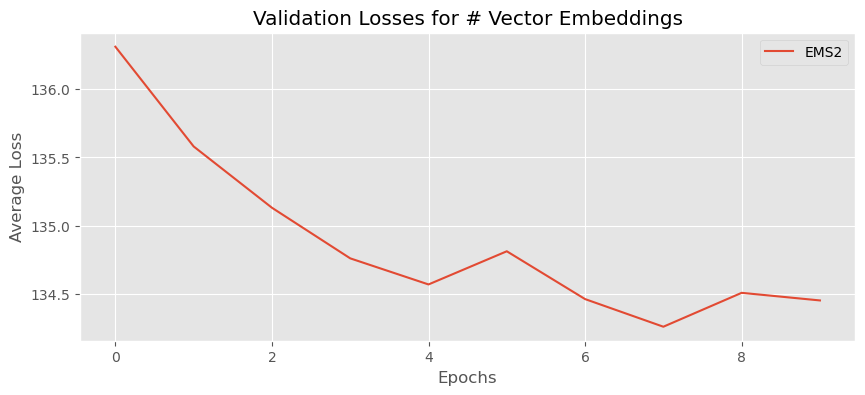 Validation Losses for # Vector Embeddings
EMS2
136.0
135.5
135.0
134.5
Average Loss
0 2 4 6 8
Epochs